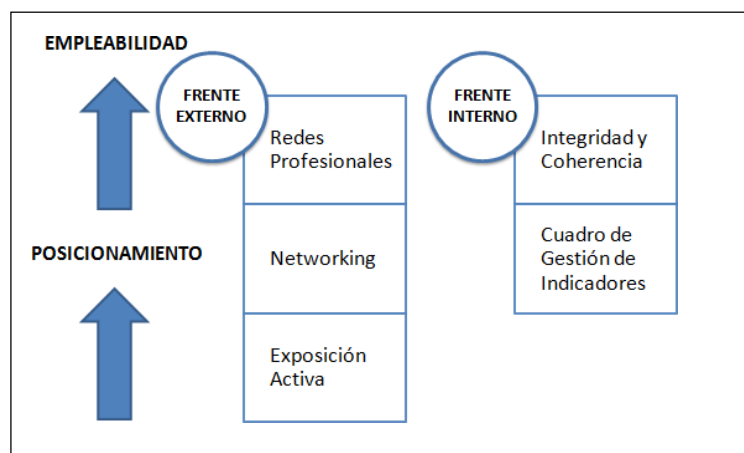 EMPLEABILIDAD
FRENTE
EXTERNO
Redes
Profesionales
FRENTE
INTERNO
Integridad y
Coherencia
POSICIONAMIENTO
Networking
Cuadro de
Gestión de
Indicadores
Exposición
Activa